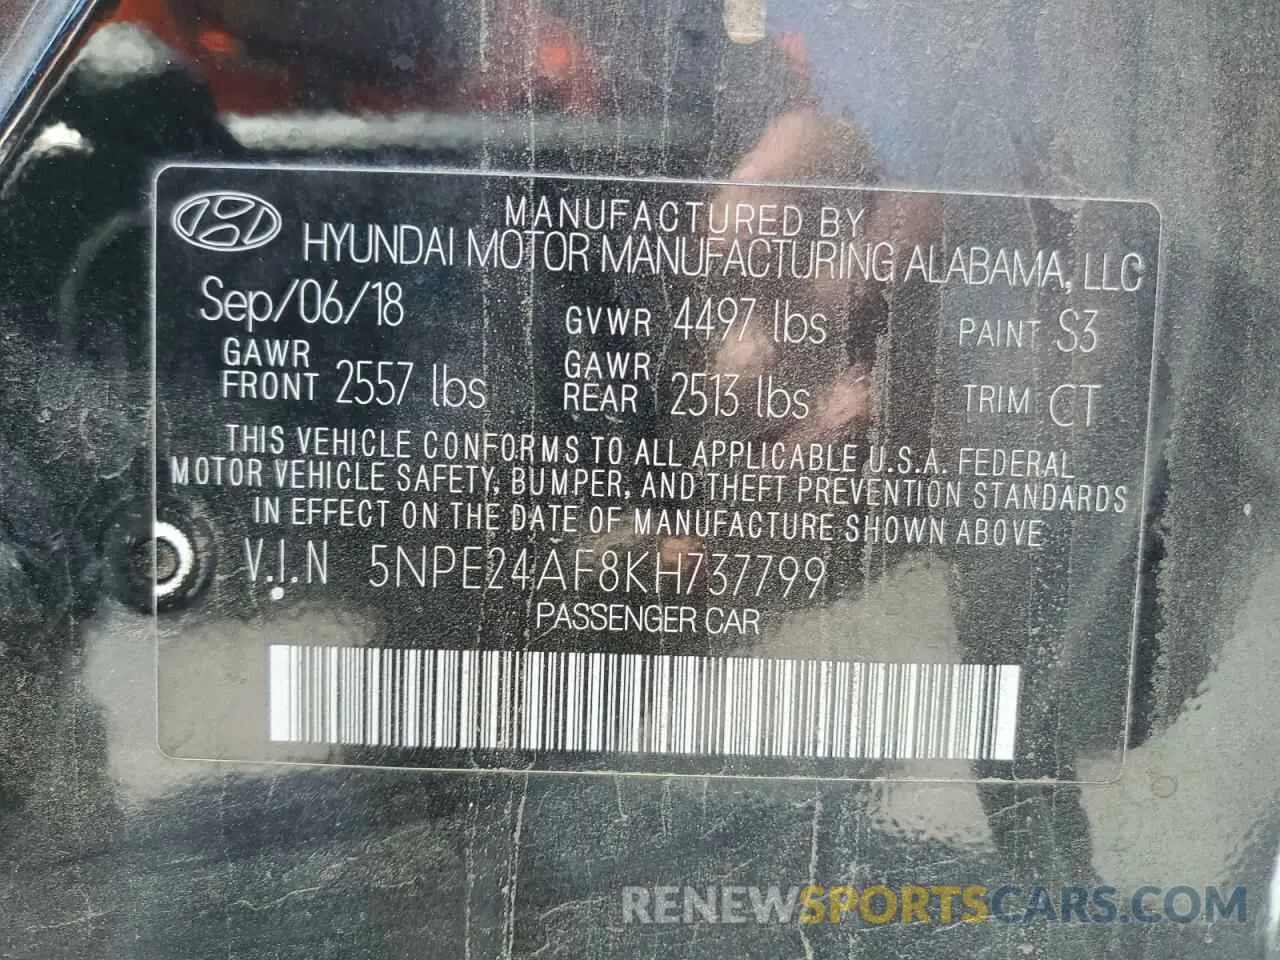 MANUFACTURED BY
HYUNDAI MOTOR MANUFACTURING ALABAMA, LLC
Sep/06/18 GVWR 4497 lbs PAINT S3
GAWR FRONT 2557 lbs GAWR REAR 2513 lbs TRIM CT
THIS VEHICLE CONFORMS TO ALL APPLICABLE U.S.A. FEDERAL
MOTOR VEHICLE SAFETY, BUMPER, AND THEFT PREVENTION STANDARDS
IN EFFECT ON THE DATE OF MANUFACTURE SHOWN ABOVE
V.I.N 5NPE24AF8KH737799
PASSENGER CAR
RENEWSPORTSCARS.COM